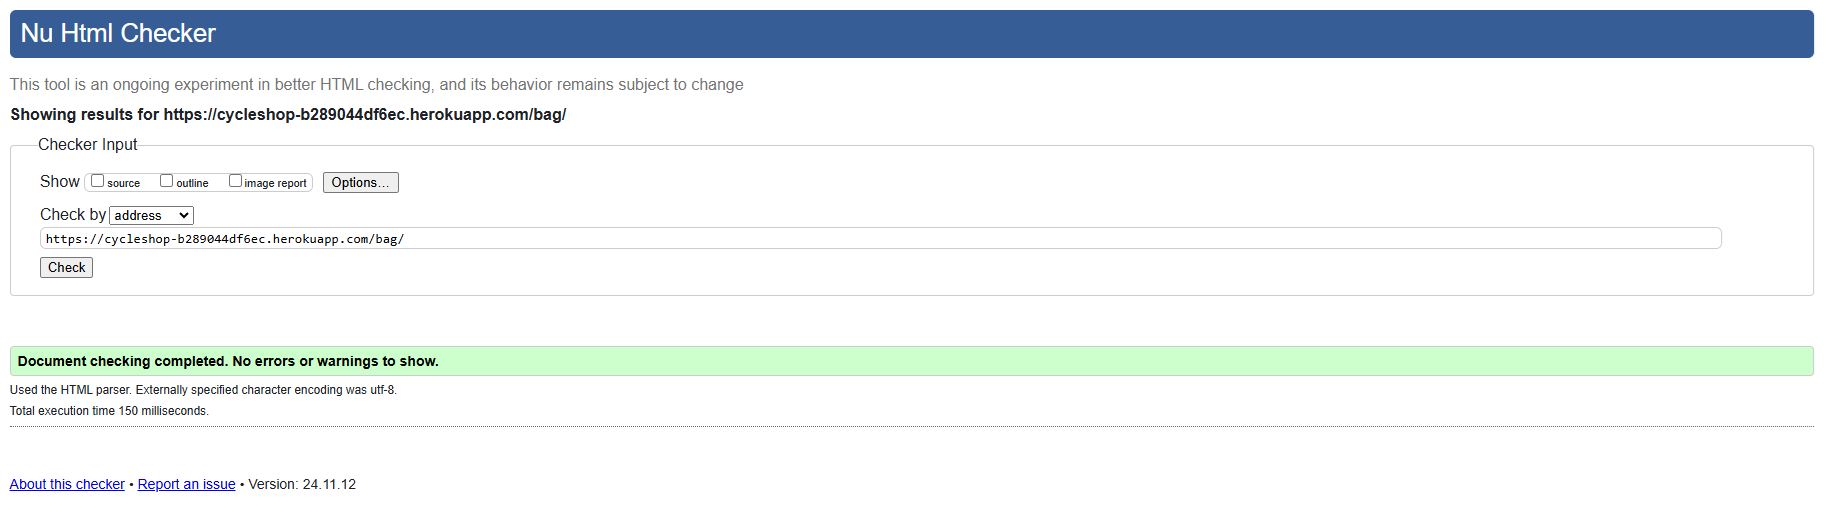 Nu Html Checker
This tool is an ongoing experiment in better HTML checking, and its behavior remains subject to change
Showing results for https://cycleshop-b289044df6ec.herokuapp.com/bag/
Checker Input
Show source outline image report Options...
Check by address
https://cycleshop-b289044df6ec.herokuapp.com/bag/
Check
Document checking completed. No errors or warnings to show.
Used the HTML parser. Externally specified character encoding was utf-8.
Total execution time 150 milliseconds.
About this checker • Report an issue • Version: 24.11.12